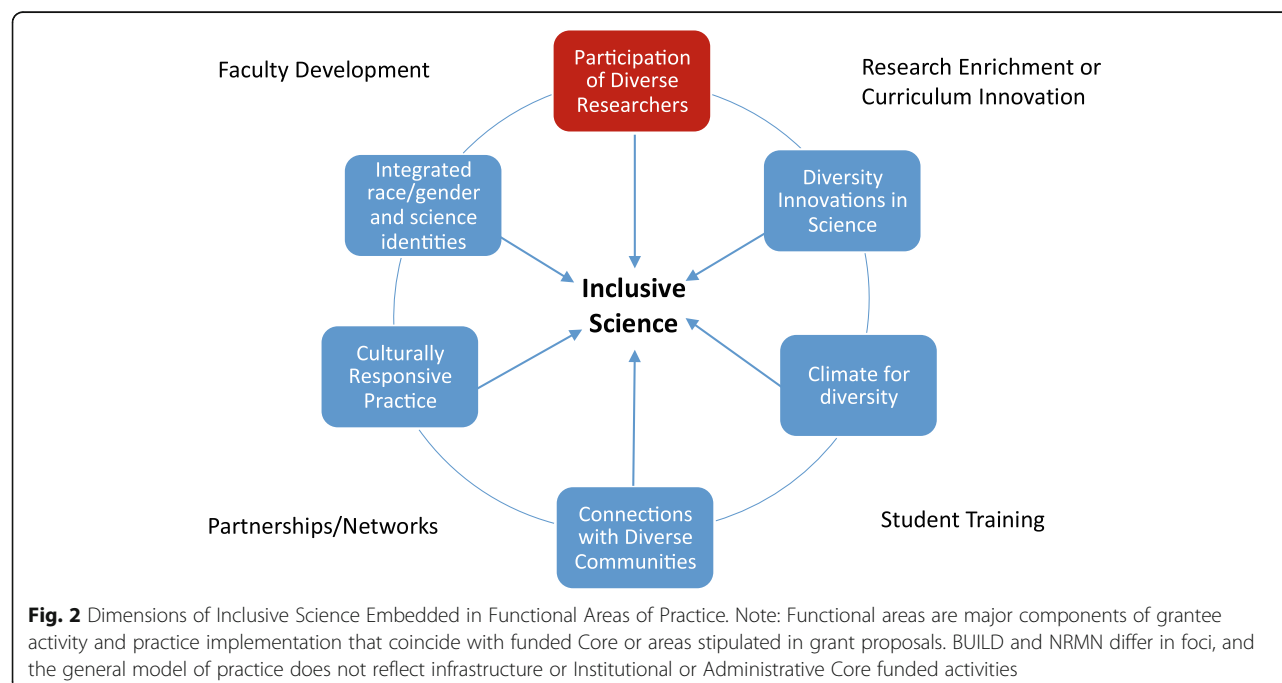 Faculty Development
Participation
of Diverse
Researchers
Research Enrichment or
Curriculum Innovation
Integrated
race/gender
and science
identities
Diversity
Innovations in
Science
Inclusive
Science
Culturally
Responsive
Practice
Climate for
diversity
Connections
with Diverse
Communities
Partnerships/Networks
Student Training
Fig. 2 Dimensions of Inclusive Science Embedded in Functional Areas of Practice. Note: Functional areas are major components of grantee
activity and practice implementation that coincide with funded Core or areas stipulated in grant proposals. BUILD and NRMN differ in foci, and
the general model of practice does not reflect infrastructure or Institutional or Administrative Core funded activities